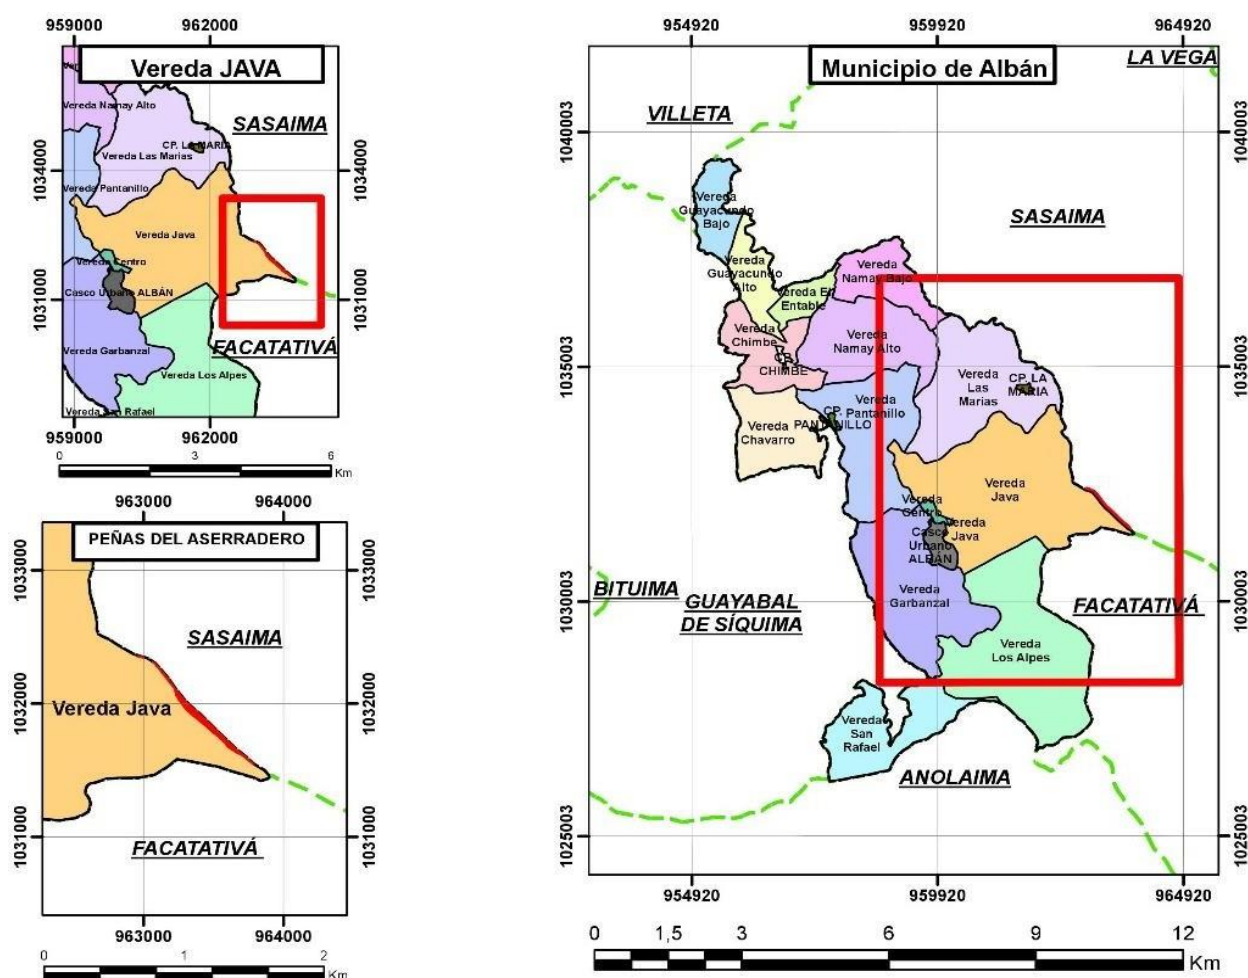 959000
962000
Vereda JAVA
Vereda Namay Alto
SASAIMA
CP. LA MARIA
Vereda Las Marias
1034000
1034000
Vereda Pantanillo
Vereda Java
Vereda Centro
Casco Urbano ALBÁN
1031000
1031000
Vereda Garbanzal
FACATATIVÁ
Vereda Los Alpes
Vereda San Rafael
959000
962000
0
3
6
Km
963000
964000
PEÑAS DEL ASERRADERO
1033000
1033000
SASAIMA
1032000
1032000
Vereda Java
1031000
1031000
FACATATIVÁ
963000
964000
0
1
2
Km
954920
959920
964920
Municipio de Albán
LA VEGA
VILLETA
1040003
1040003
Vereda
Guayacundo
Bajo
SASAIMA
Vereda
Guayacundo
Alto
Vereda
Namay Bajo
Vereda El
Entable
Vereda
Chimbe
Vereda
Namay Alto
CP.
CHIMBE
1035003
1035003
Vereda
Las
Marias
CP. LA
MARIA
Vereda
Pantanillo
CP.
PANTANILLO
Vereda
Chavarro
Vereda
Java
Vereda
Centro
Vereda
Java
Casco
Urbano
ALBÁN
BITUIMA
GUAYABAL
DE SÍQUIMA
Vereda
Garbanzal
FACATATIVÁ
1030003
1030003
Vereda
Los Alpes
Vereda
San
Rafael
ANOLAIMA
1025003
1025003
954920
959920
964920
0
1,5
3
6
9
12
Km